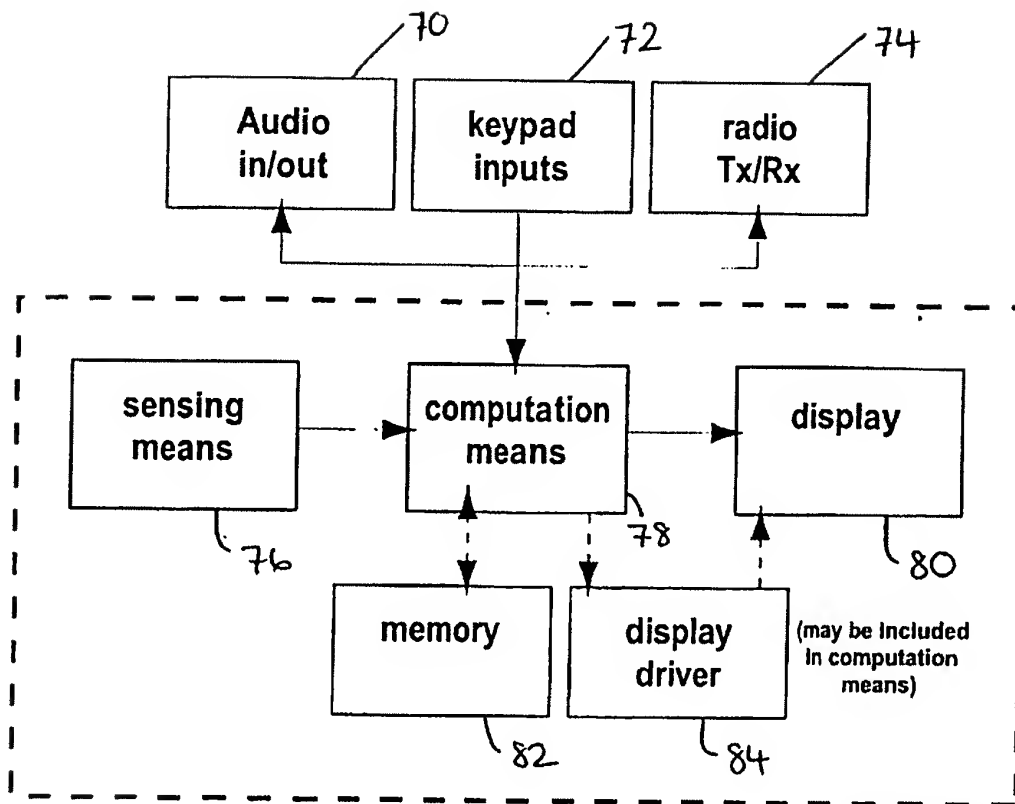 70
72
74
Audio
in/out
keypad
inputs
radio
Tx/Rx
sensing
means
computation
means
display
76
78
80
memory
display
driver
(may be included
in computation
means)
82
84